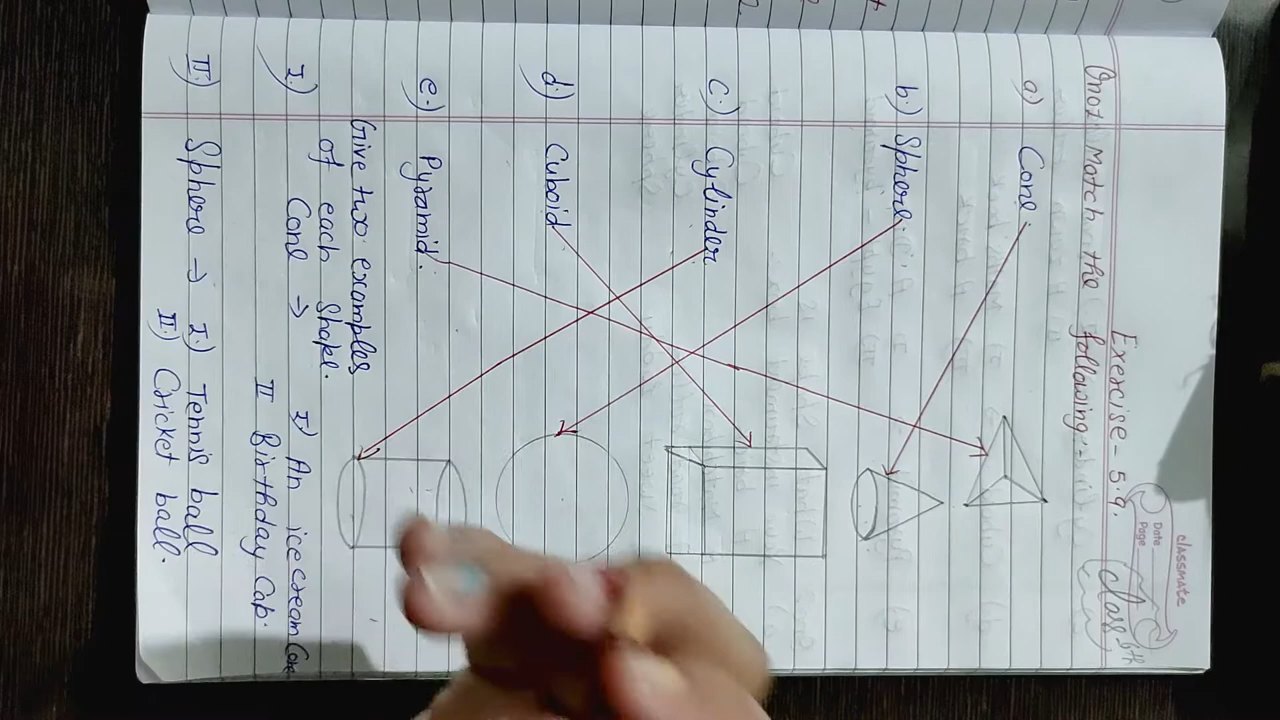 classmate
Date
Page
Exercise - 5.9. Class 6th
Qno1 Match the following:-
a) Cone.
b.) Sphere.
c.) Cylinder
d.) Cuboid
e.) Pyramid.
Give two examples
of each Shape.
I.) Cone → I) An ice cream Cone
II Birthday Cap.
II.) Sphere → I.) Tennis ball
II.) Cricket ball.